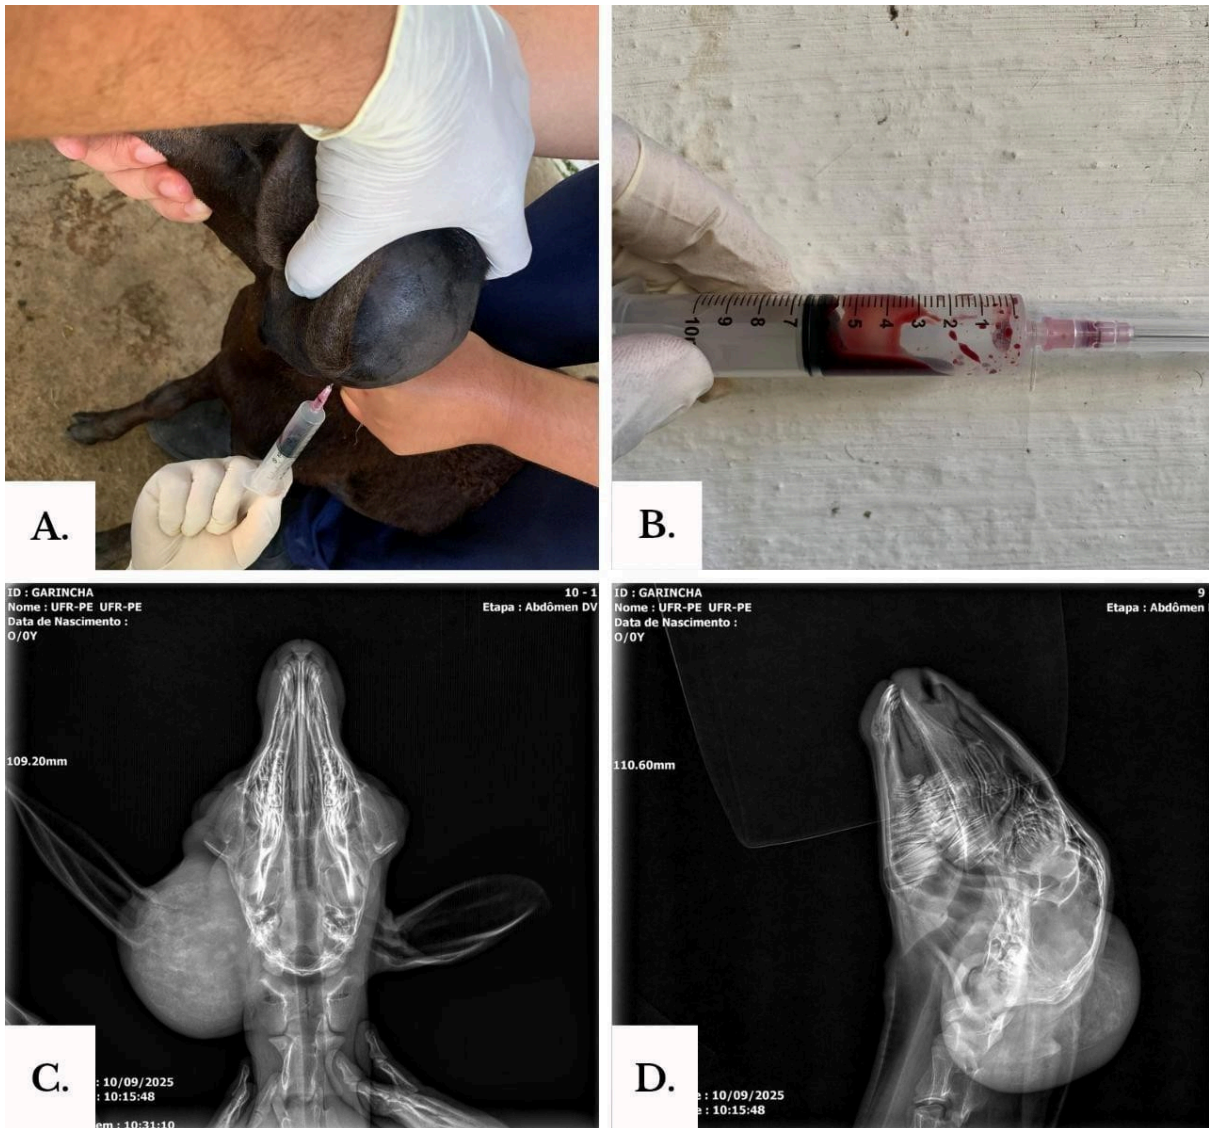 10m 9 8 7 5 4 3 2 1
A.
B.
ID : GARINCHA
10 - 1
Nome : UFR-PE UFR-PE
Etapa : Abdômen DV
Data de Nascimento :
O/0Y
109.20mm
: 10/09/2025
: 10:15:48
em : 10:31:10
C.
ID : GARINCHA
9
Nome : UFR-PE UFR-PE
Etapa : Abdômen
Data de Nascimento :
O/0Y
110.60mm
e : 10/09/2025
e : 10:15:48
D.